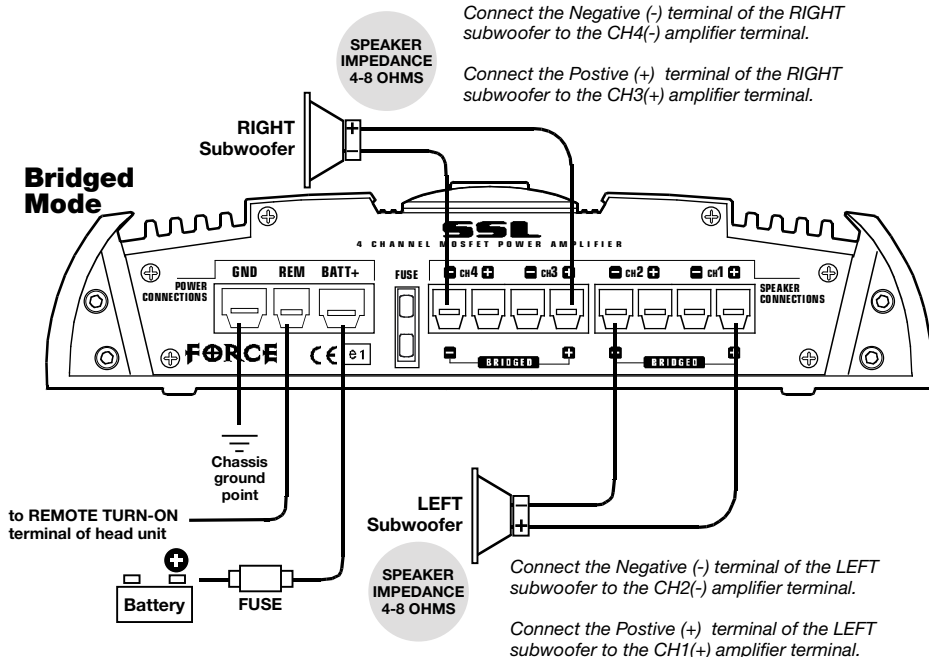 Connect the Negative (-) terminal of the RIGHT
subwoofer to the CH4(-) amplifier terminal.
Connect the Postive (+) terminal of the RIGHT
subwoofer to the CH3(+) amplifier terminal.
SPEAKER
IMPEDANCE
4-8 OHMS
RIGHT
Subwoofer
+
-
Bridged
Mode
SSL
4 CHANNEL MOSFET POWER AMPLIFIER
GND REM BATT+
FUSE
- CH4 + - CH3 + - CH2 + - CH1 +
POWER
CONNECTIONS
SPEAKER
CONNECTIONS
FORCE
CE e1
- BRIDGED +
- BRIDGED +
Chassis
ground
point
to REMOTE TURN-ON
terminal of head unit
+
Battery
FUSE
LEFT
Subwoofer
-
+
SPEAKER
IMPEDANCE
4-8 OHMS
Connect the Negative (-) terminal of the LEFT
subwoofer to the CH2(-) amplifier terminal.
Connect the Postive (+) terminal of the LEFT
subwoofer to the CH1(+) amplifier terminal.